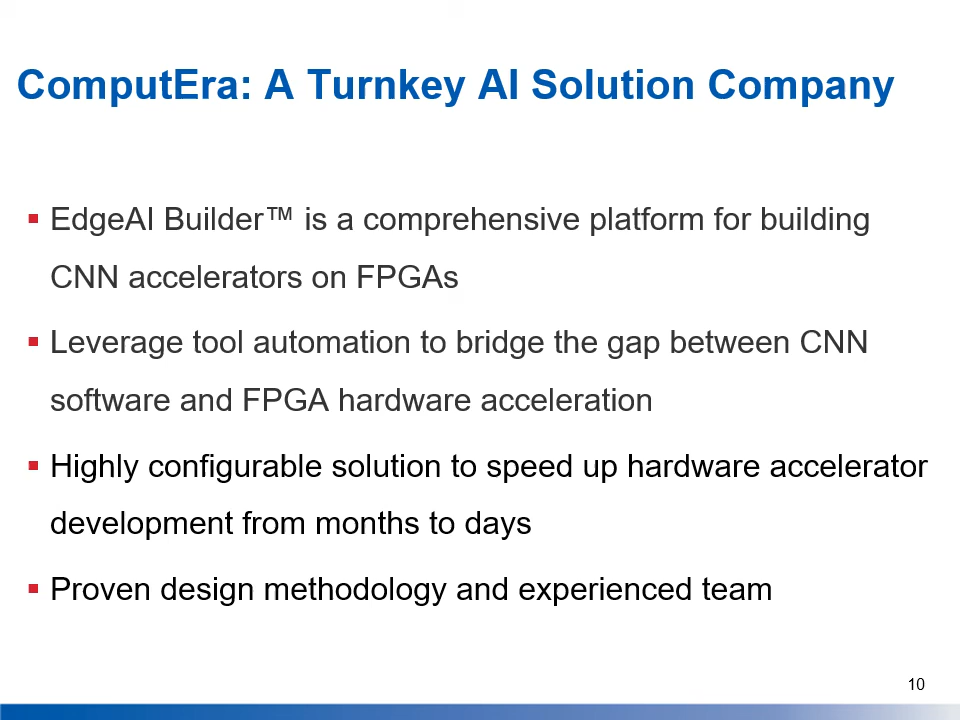 ComputEra: A Turnkey AI Solution Company
▪ EdgeAI Builder™ is a comprehensive platform for building
CNN accelerators on FPGAs
▪ Leverage tool automation to bridge the gap between CNN
software and FPGA hardware acceleration
▪ Highly configurable solution to speed up hardware accelerator
development from months to days
▪ Proven design methodology and experienced team
10